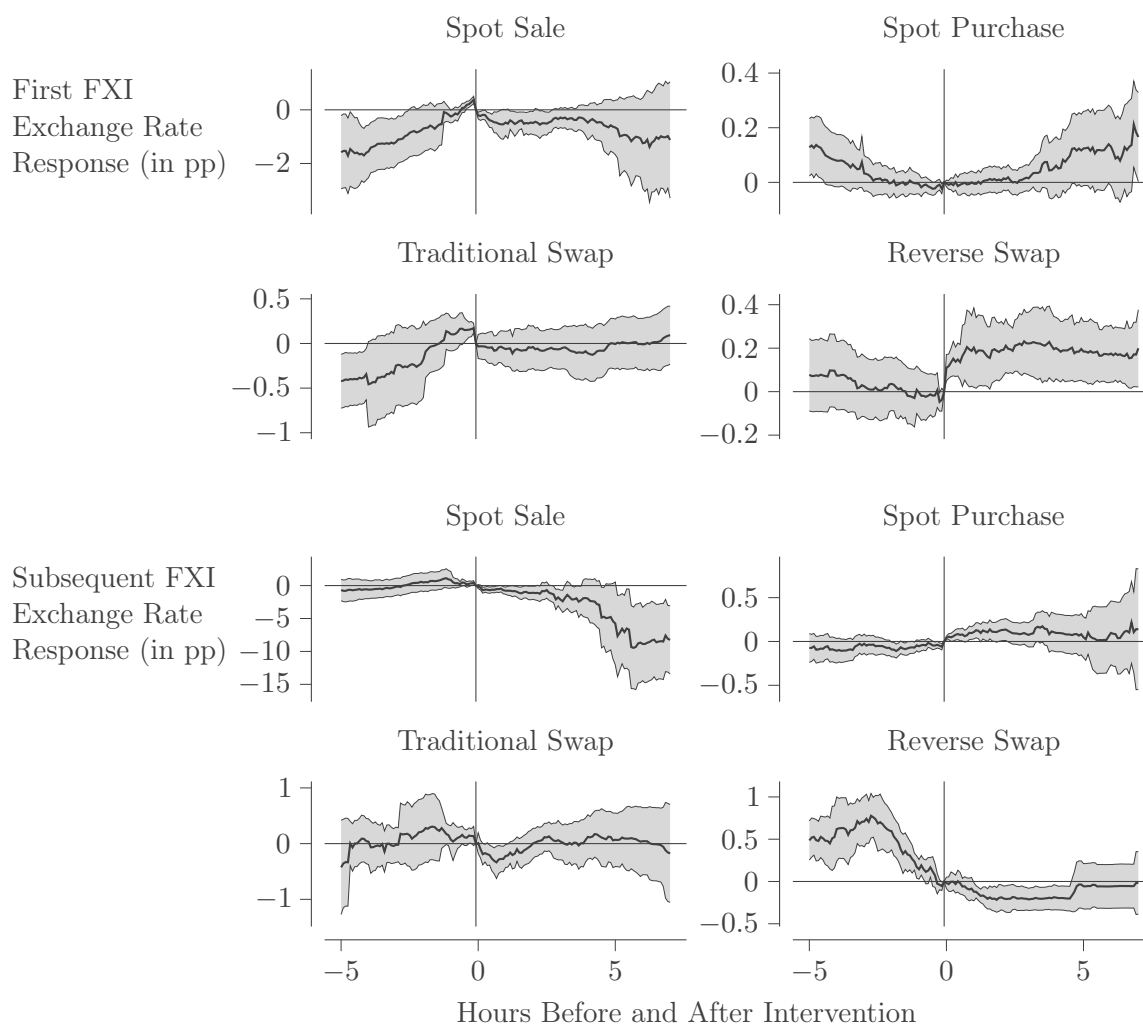 Spot Sale
Spot Purchase
First FXI
Exchange Rate
Response (in pp)
0
−2
0.4
0.2
0
Traditional Swap
Reverse Swap
0.5
0
−0.5
−1
0.4
0.2
0
−0.2
Spot Sale
Spot Purchase
Subsequent FXI
Exchange Rate
Response (in pp)
0
−5
−10
−15
0.5
0
−0.5
Traditional Swap
Reverse Swap
1
0
−1
1
0.5
0
−0.5
−5 0 5
−5 0 5
Hours Before and After Intervention